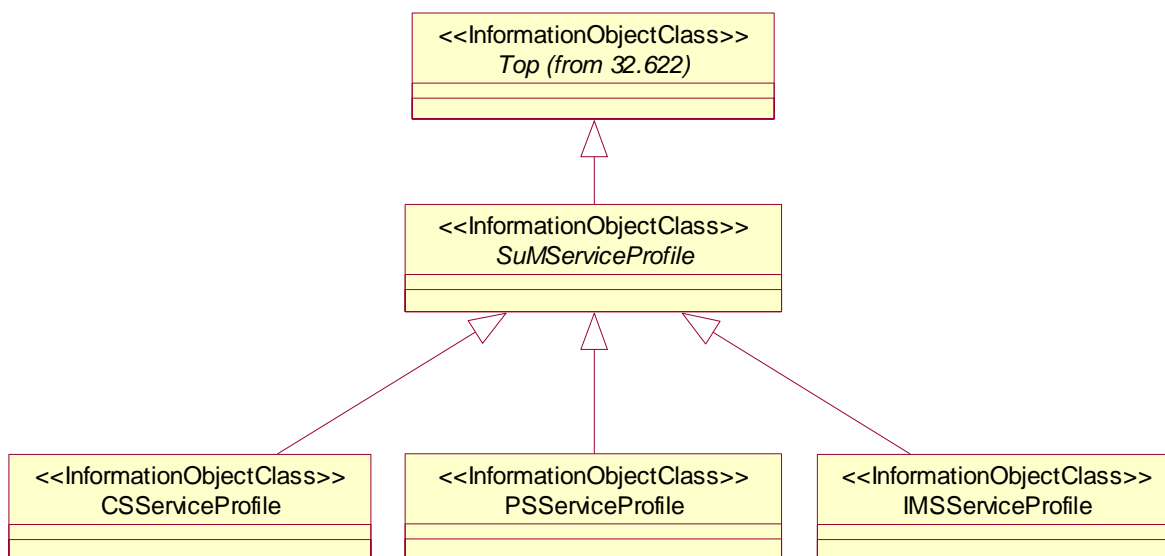 <<InformationObjectClass>>
Top (from 32.622)
<<InformationObjectClass>>
SuMServiceProfile
<<InformationObjectClass>>
CSServiceProfile
<<InformationObjectClass>>
PSServiceProfile
<<InformationObjectClass>>
IMSServiceProfile